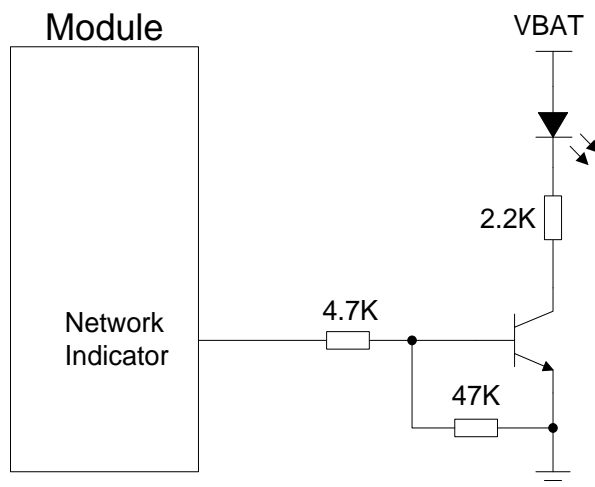 Module
VBAT
2.2K
4.7K
Network
Indicator
47K